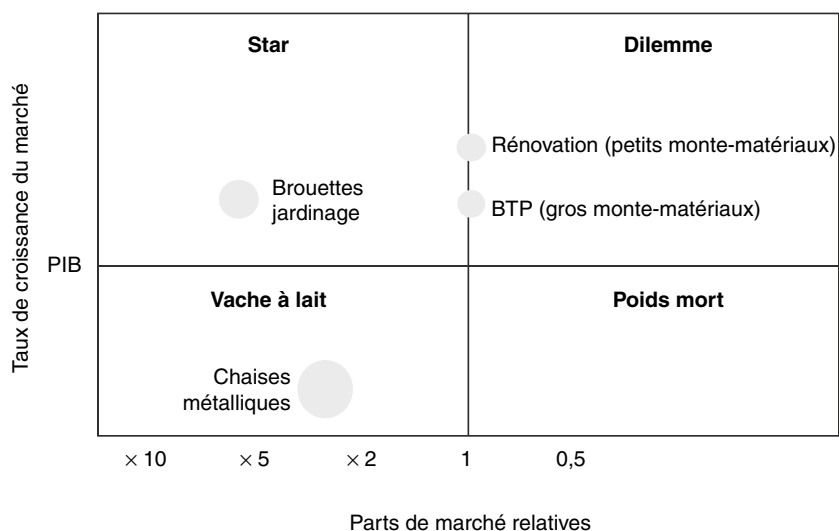 Star
Dilemme
Taux de croissance du marché
Rénovation (petits monte-matériaux)
Brouettes
jardinage
BTP (gros monte-matériaux)
PIB
Vache à lait
Poids mort
Chaises
métalliques
× 10
× 5
× 2
1
0,5
Parts de marché relatives